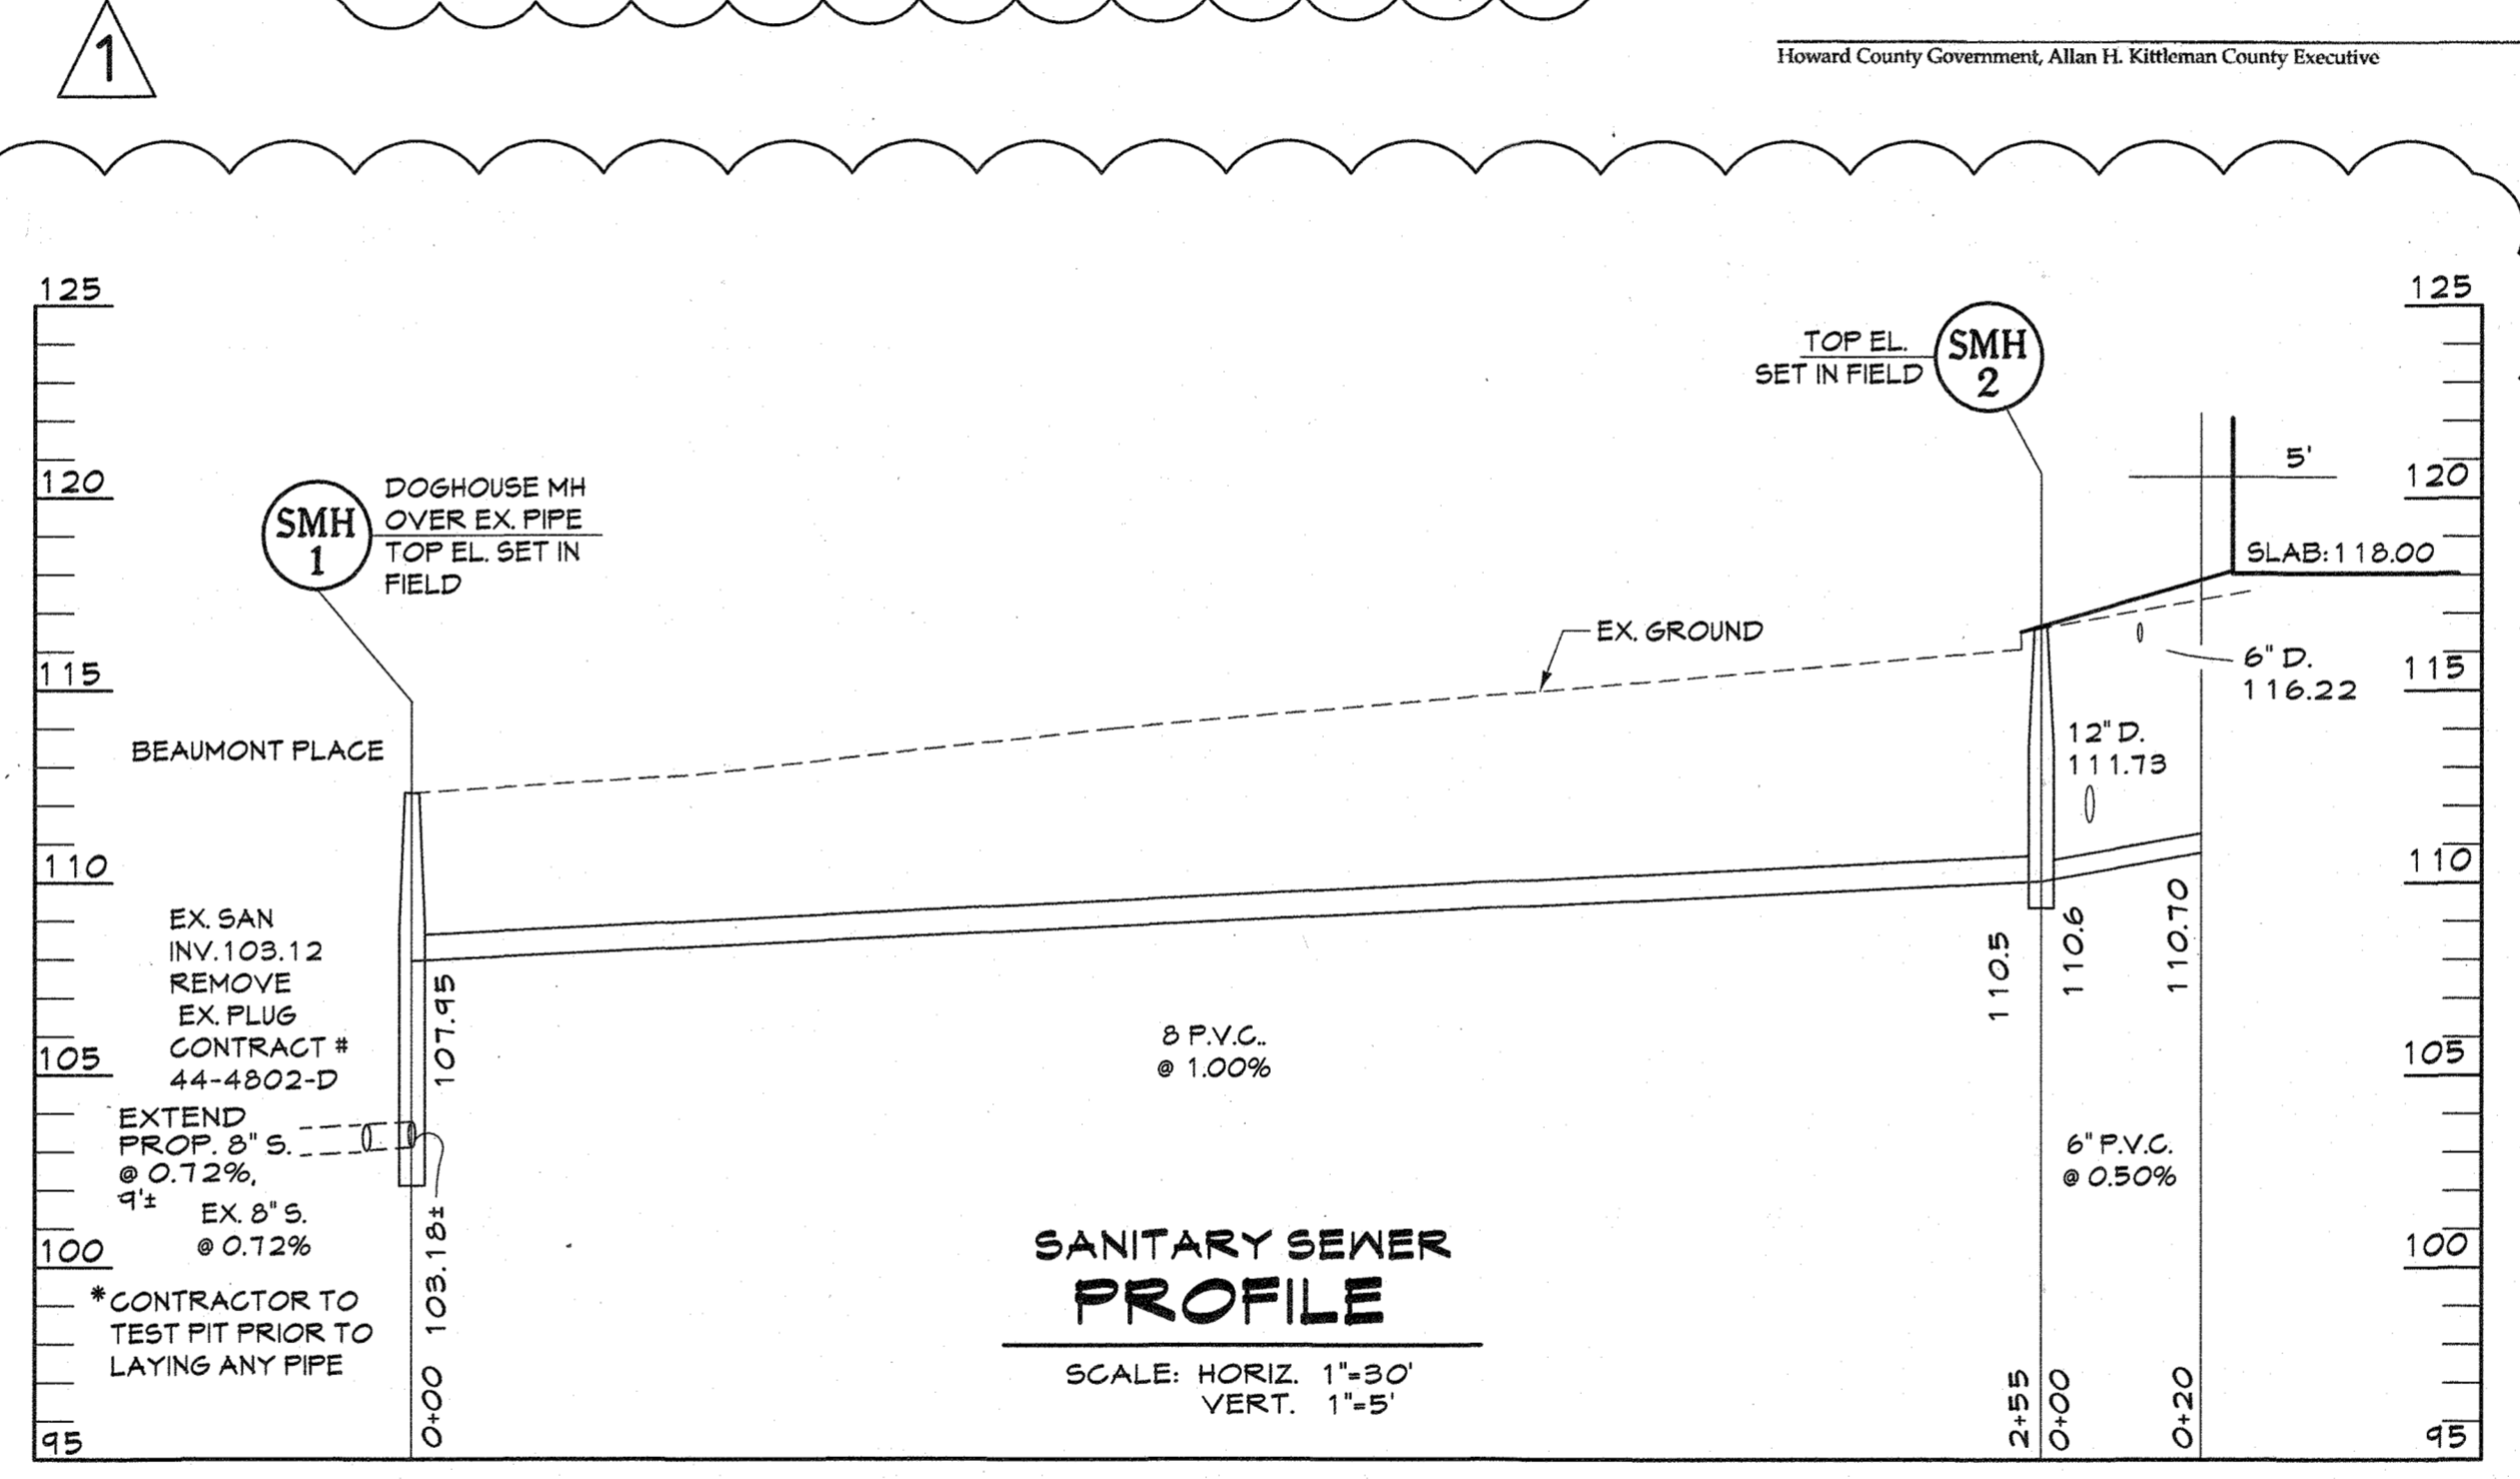 1
Howard County Government, Allan H. Kittleman County Executive
125
120
115
110
105
100
95
125
120
115
110
105
100
95
SMH
1
DOGHOUSE MH
OVER EX. PIPE
TOP EL. SET IN
FIELD
TOP EL.
SET IN FIELD
SMH
2
5'
SLAB:118.00
EX. GROUND
6" D.
116.22
12" D.
111.73
BEAUMONT PLACE
EX. SAN
INV.103.12
REMOVE
EX. PLUG
CONTRACT #
44-4802-D
EXTEND
PROP. 8" S.
@ 0.72%,
9'±
EX. 8" S.
@ 0.72%
*CONTRACTOR TO
TEST PIT PRIOR TO
LAYING ANY PIPE
107.95
103.18±
0+00
8 P.V.C..
@ 1.00%
110.5
110.6
110.70
6" P.V.C.
@ 0.50%
2+55
0+00
0+20
SANITARY SEWER
PROFILE
SCALE: HORIZ. 1"=30'
VERT. 1"=5'